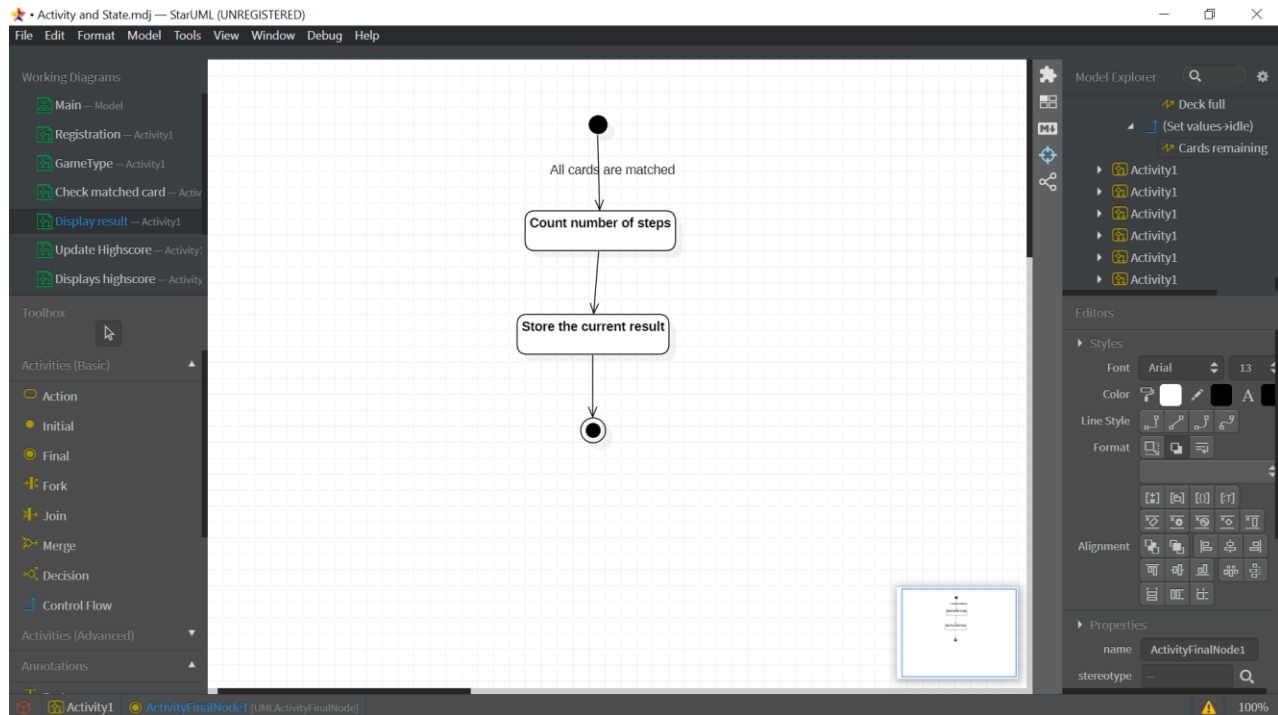 • Activity and State.mdj — StarUML (UNREGISTERED)
File Edit Format Model Tools View Window Debug Help
Working Diagrams
Main — Model
Registration — Activity1
GameType — Activity1
Check matched card — Activ
Display result — Activity1
Update Highscore — Activity
Displays highscore — Activity
Toolbox
Activities (Basic)
Action
Initial
Final
Fork
Join
Merge
Decision
Control Flow
Activities (Advanced)
Annotations
All cards are matched
Count number of steps
Store the current result
M
Model Explorer
Deck full
(Set values→idle)
Cards remaining
Activity1
Activity1
Activity1
Activity1
Activity1
Activity1
Editors
Styles
Font Arial 13
Color A
Line Style
Format
Alignment
Properties
name ActivityFinalNode1
stereotype —
Activity1 ActivityFinalNode1 [UMLActivityFinalNode]
100%